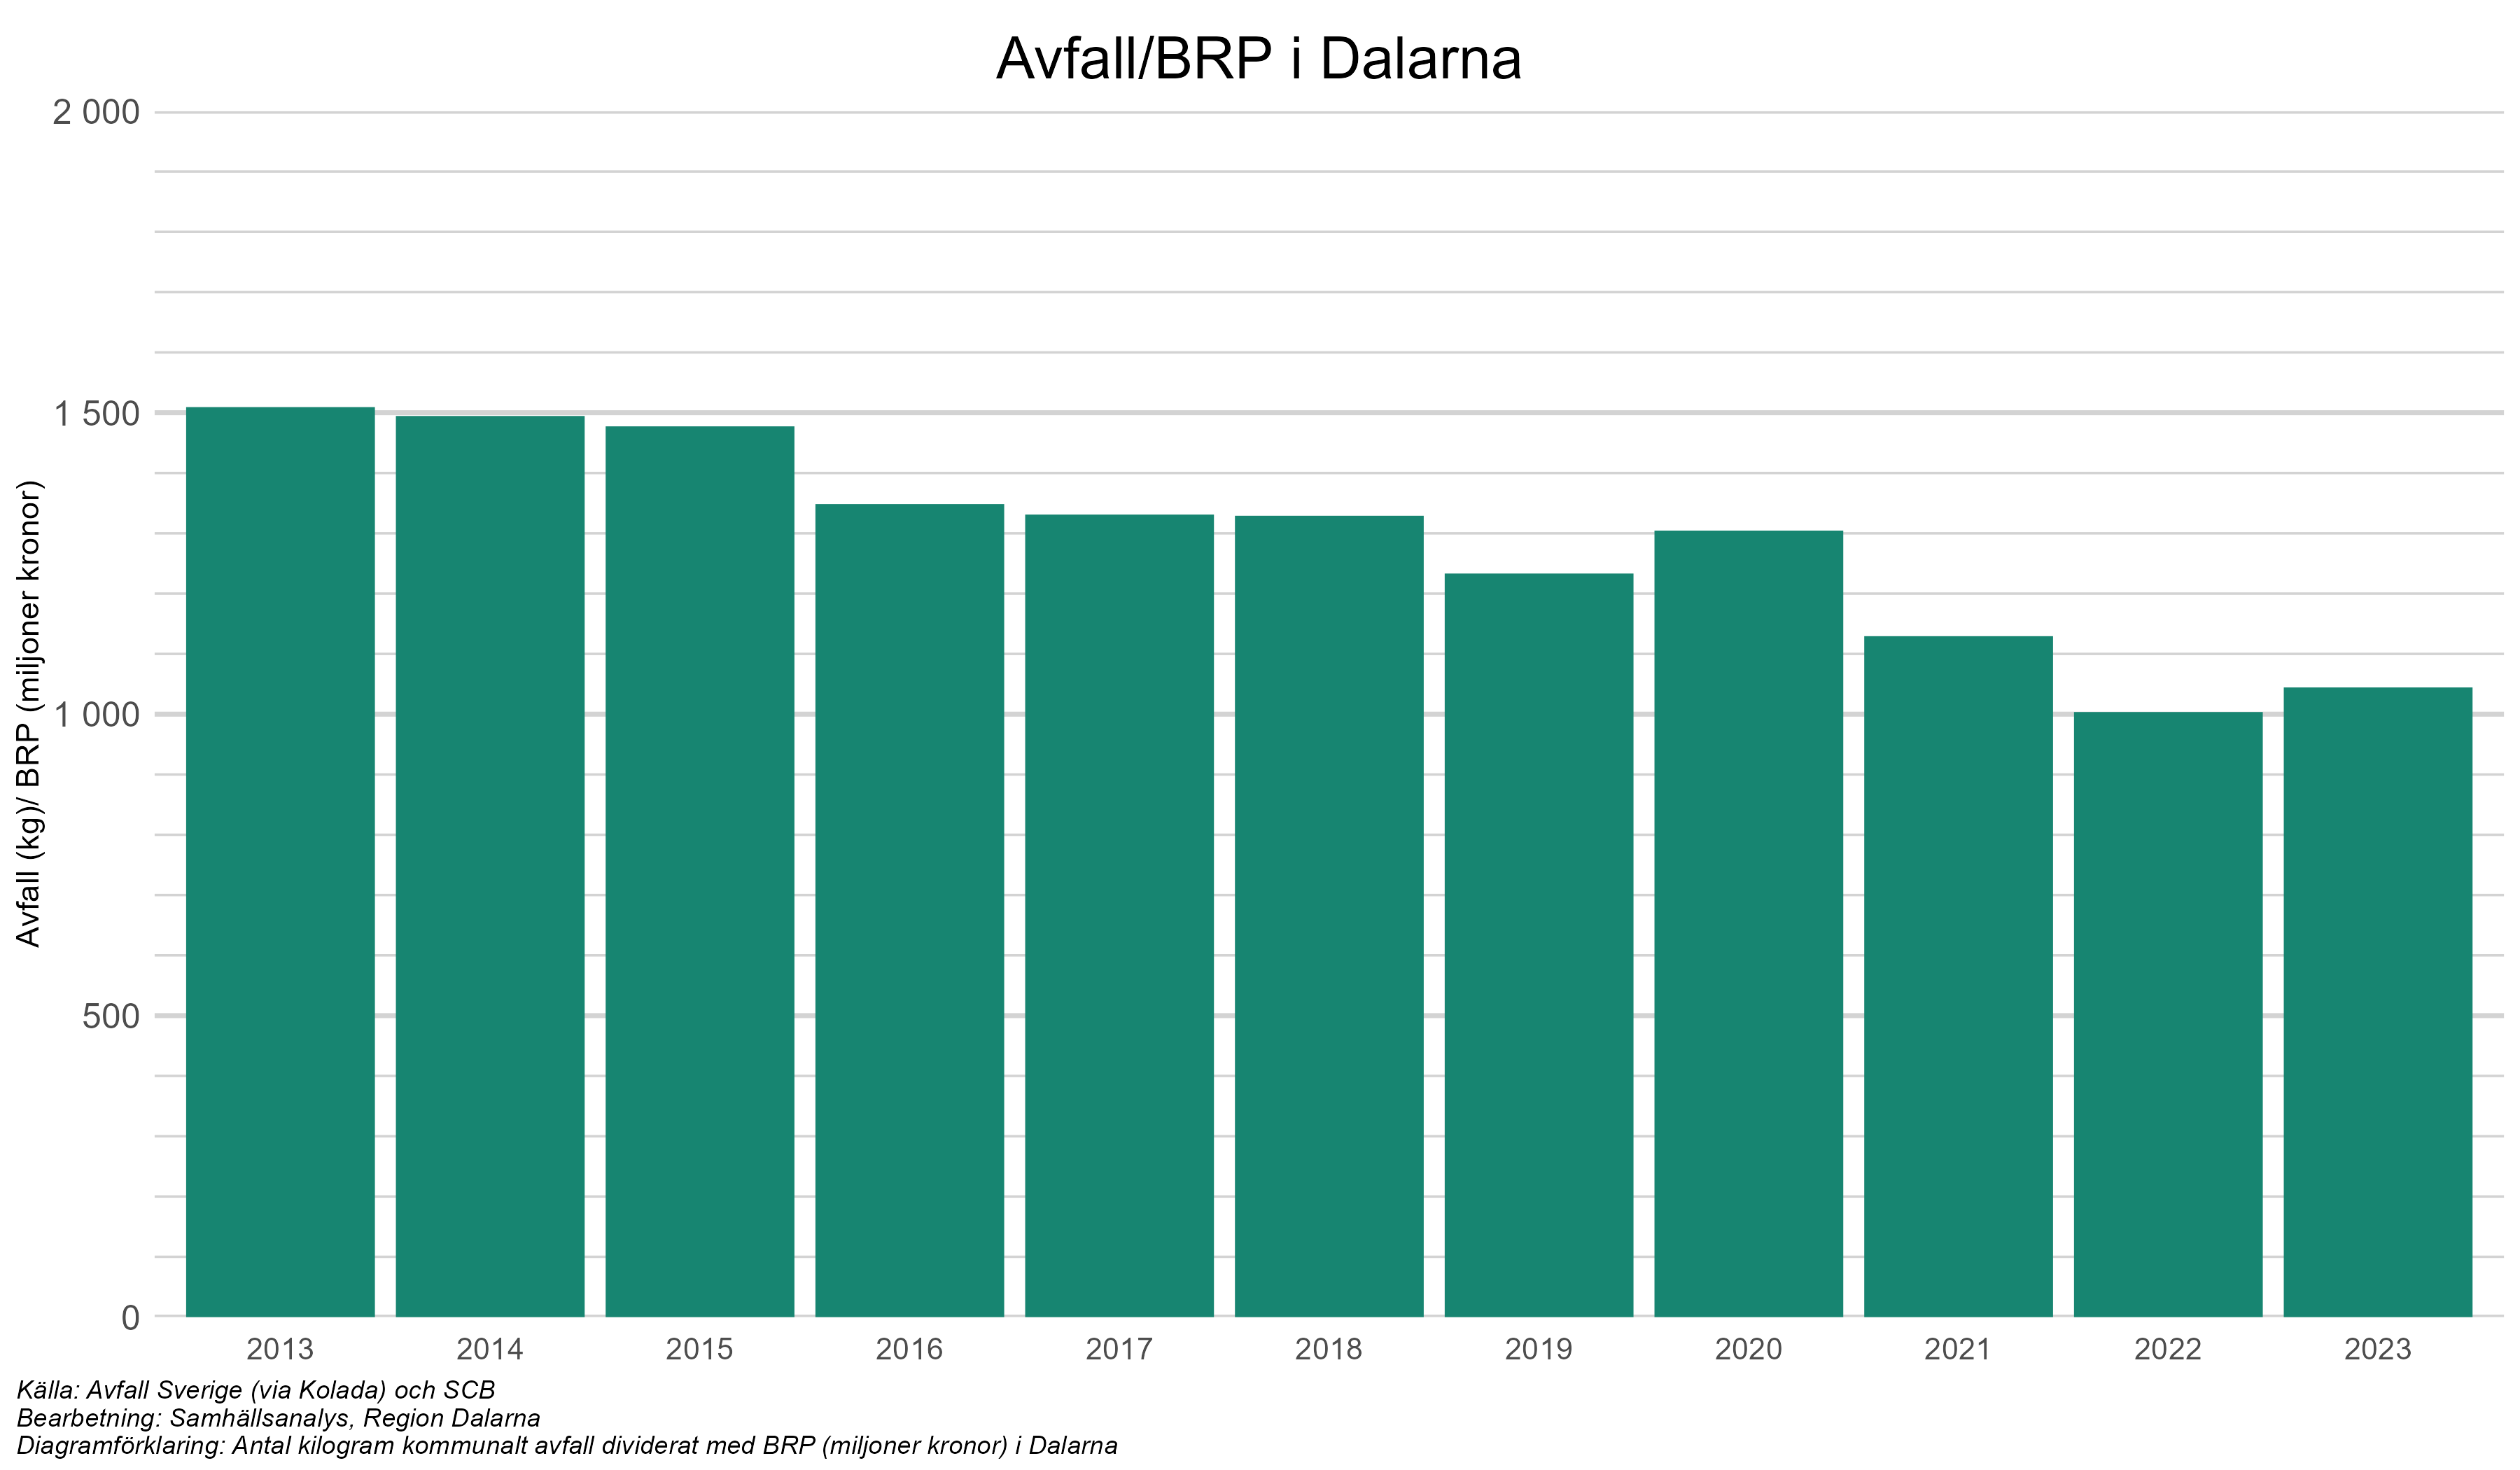 Avfall/BRP i Dalarna
2 000
1 500
1 000
500
0
Avfall (kg)/ BRP (miljoner kronor)
2013 2014 2015 2016 2017 2018 2019 2020 2021 2022 2023
Källa: Avfall Sverige (via Kolada) och SCB
Bearbetning: Samhällsanalys, Region Dalarna
Diagramförklaring: Antal kilogram kommunalt avfall dividerat med BRP (miljoner kronor) i Dalarna